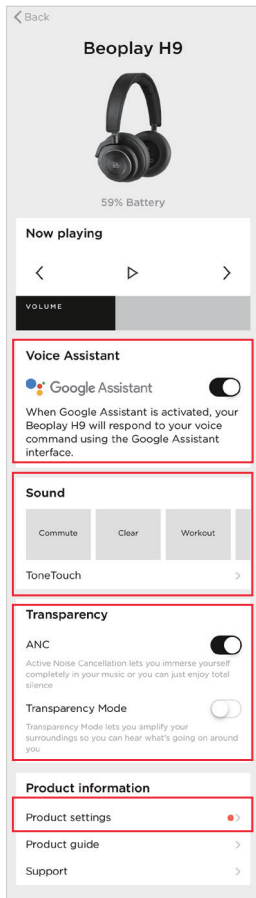 Back
Beoplay H9
59% Battery
Now playing
VOLUME
Voice Assistant
Google Assistant
When Google Assistant is activated, your
Beoplay H9 will respond to your voice
command using the Google Assistant
interface.
Sound
Commute Clear Workout
ToneTouch
Transparency
ANC
Active Noise Cancellation lets you immerse yourself
completely in your music or you can just enjoy total
silence
Transparency Mode
Transparency Mode lets you amplify your
surroundings so you can hear what's going on around
you
Product information
Product settings
Product guide
Support